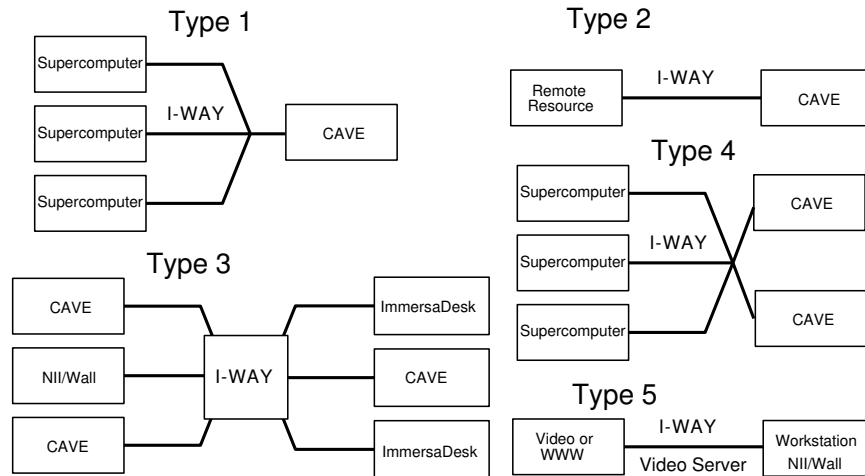 Type 1
Supercomputer
Supercomputer
I-WAY
CAVE
Supercomputer
Type 2
Remote
Resource
I-WAY
CAVE
Type 3
CAVE
NII/Wall
CAVE
I-WAY
ImmersaDesk
CAVE
ImmersaDesk
Type 4
Supercomputer
Supercomputer
Supercomputer
I-WAY
CAVE
CAVE
Type 5
Video or
WWW
I-WAY
Video Server
Workstation
NII/Wall